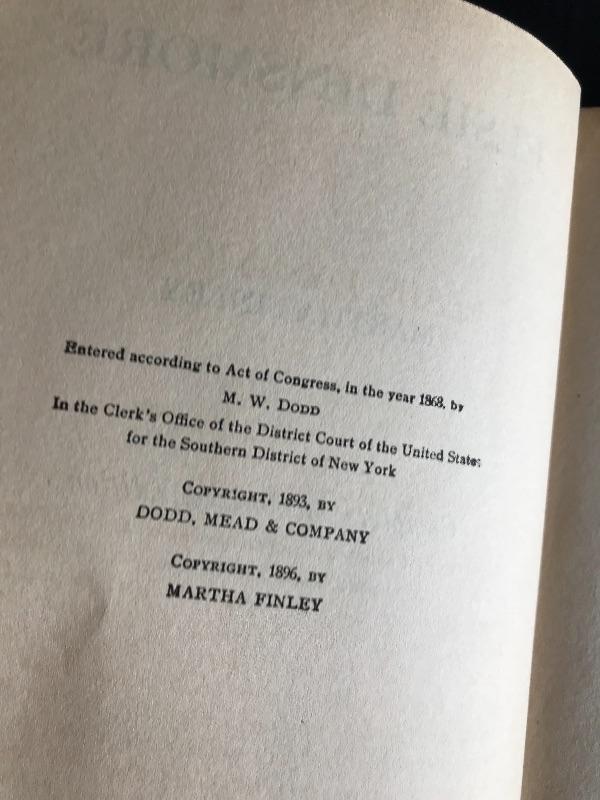 Entered according to Act of Congress, in the year 1868, by
M. W. DODD
In the Clerk's Office of the District Court of the United States
for the Southern District of New York
COPYRIGHT, 1893, BY
DODD, MEAD & COMPANY
COPYRIGHT, 1896, BY
MARTHA FINLEY